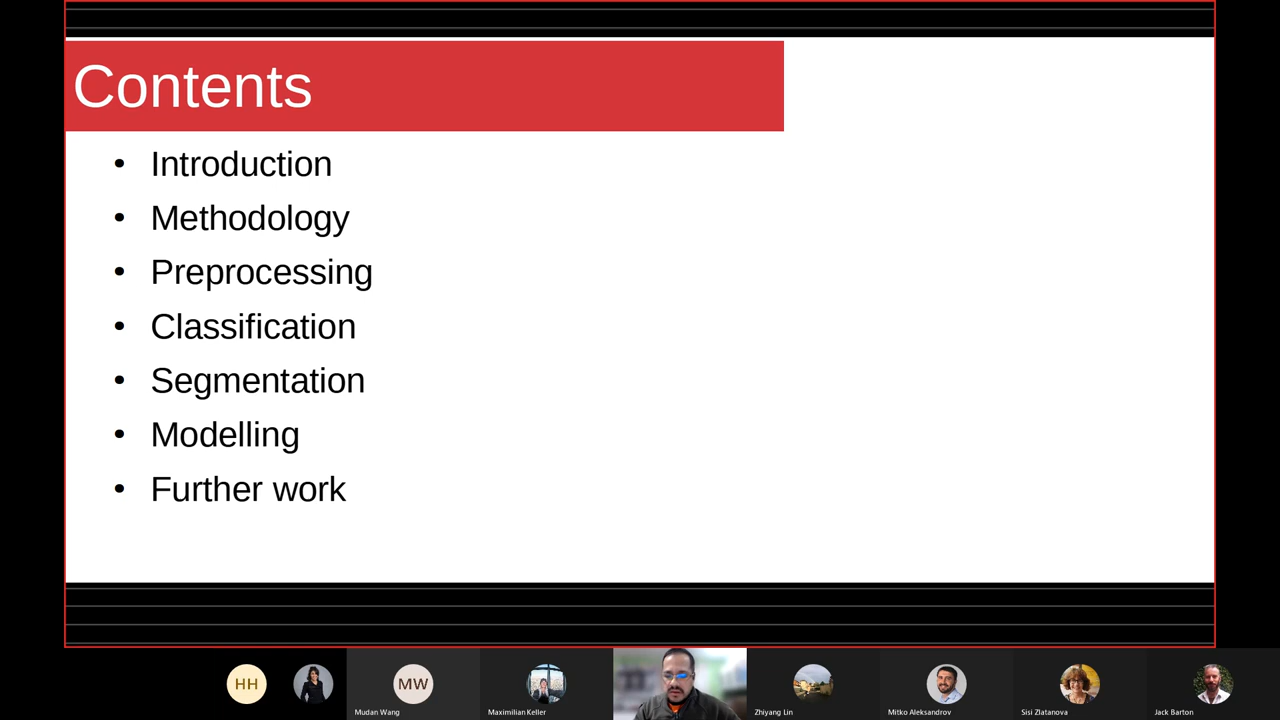 Contents
• Introduction
• Methodology
• Preprocessing
• Classification
• Segmentation
• Modelling
• Further work
HH
MW
Mudan Wang
Maximilian Keller
Zhiyang Lin
Mitko Aleksandrov
Sisi Zlatanova
Jack Barton